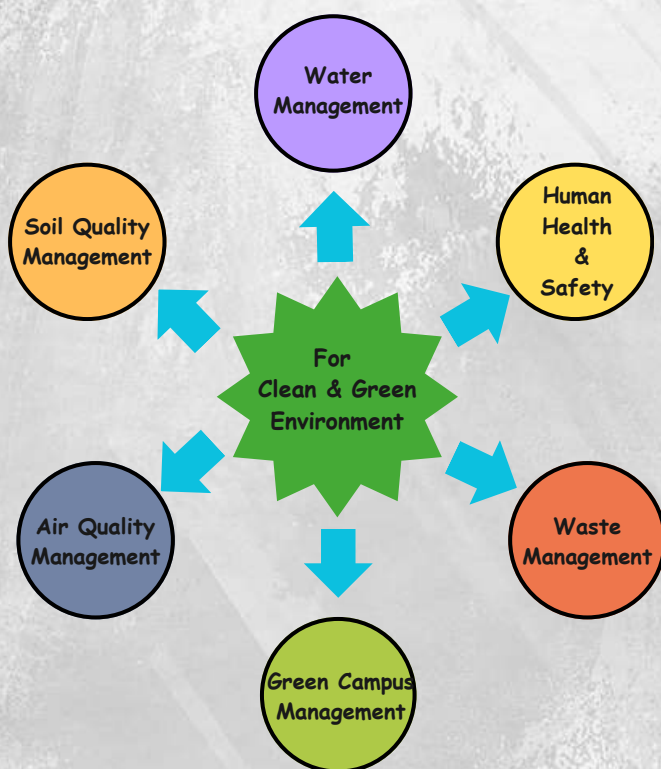 Water
Management
Soil Quality
Management
Human
Health
&
Safety
For
Clean & Green
Environment
Air Quality
Management
Waste
Management
Green Campus
Management